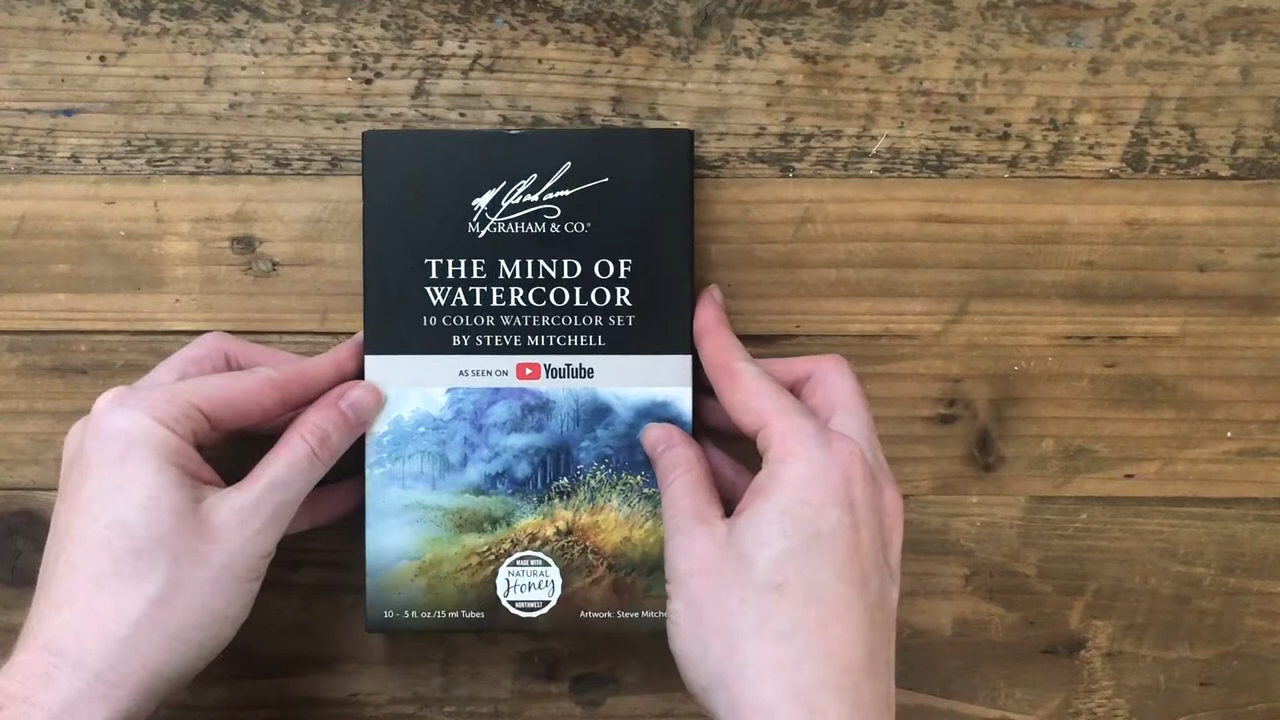 M. Graham
M. GRAHAM & CO.®
THE MIND OF
WATERCOLOR
10 COLOR WATERCOLOR SET
BY STEVE MITCHELL
AS SEEN ON YouTube
MADE WITH
NATURAL
Honey
NORTHWEST
10 - .5 fl. oz./15 ml Tubes
Artwork: Steve Mitche